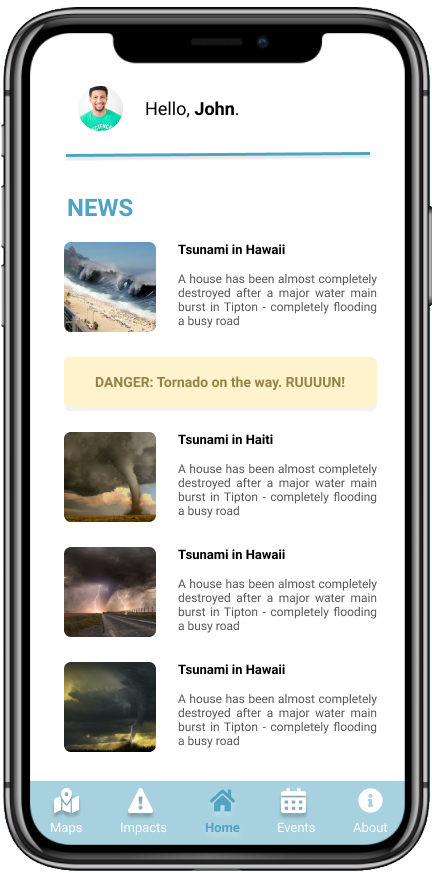 Hello, John.
NEWS
Tsunami in Hawaii
A house has been almost completely
destroyed after a major water main
burst in Tipton - completely flooding
a busy road
DANGER: Tornado on the way. RUUUUN!
Tsunami in Haiti
A house has been almost completely
destroyed after a major water main
burst in Tipton - completely flooding
a busy road
Tsunami in Hawaii
A house has been almost completely
destroyed after a major water main
burst in Tipton - completely flooding
a busy road
Tsunami in Hawaii
A house has been almost completely
destroyed after a major water main
burst in Tipton - completely flooding
a busy road
Maps Impacts Home Events About